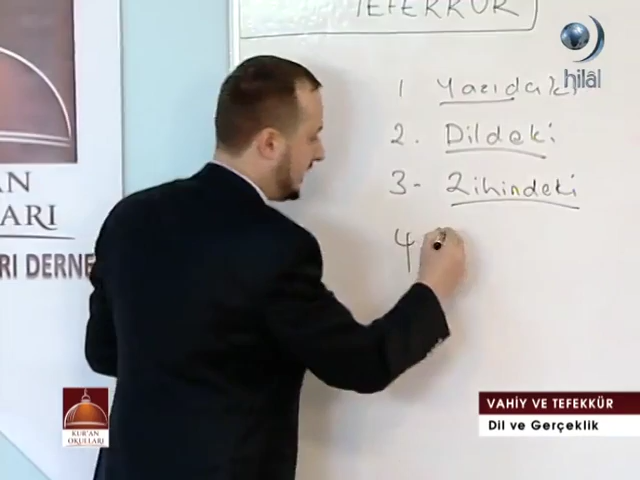 TEFEKKÜR
hilâl
1 Yazıdaki
2. Dildeki
3- Zihindeki
4
AN
LARI
RI DERNE
VAHİY VE TEFEKKÜR
Dil ve Gerçeklik
KUR'AN
OKULLARI